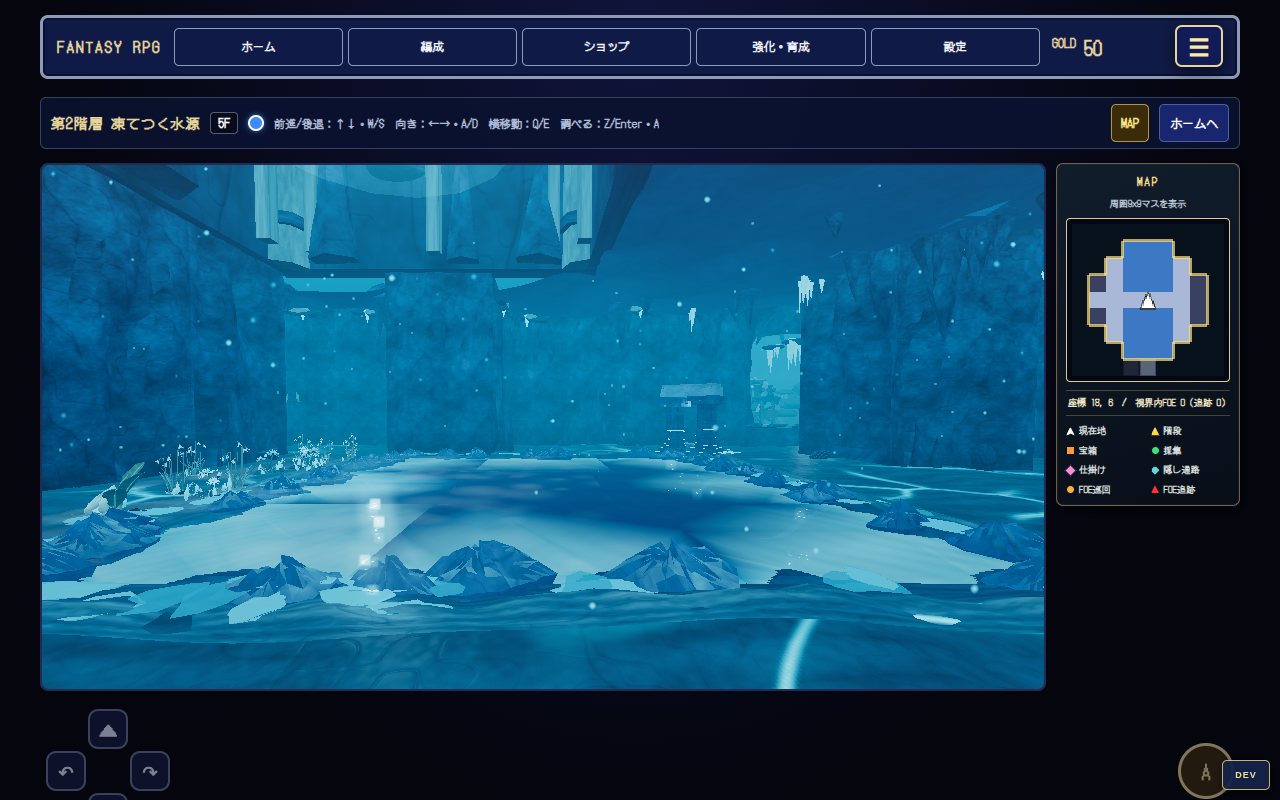 FANTASY RPG
ホーム
編成
ショップ
強化・育成
設定
GOLD 50
第2階層 凍てつく水源
5F
前進/後退：↑↓・W/S 向き：←→・A/D 横移動：Q/E 調べる：Z/Enter・A
MAP
ホームへ
MAP
周囲9x9マスを表示
座標 18, 6 / 視界内FOE 0（追跡 0）
現在地
階段
宝箱
採集
仕掛け
隠し通路
FOE巡回
FOE追跡
A
DEV